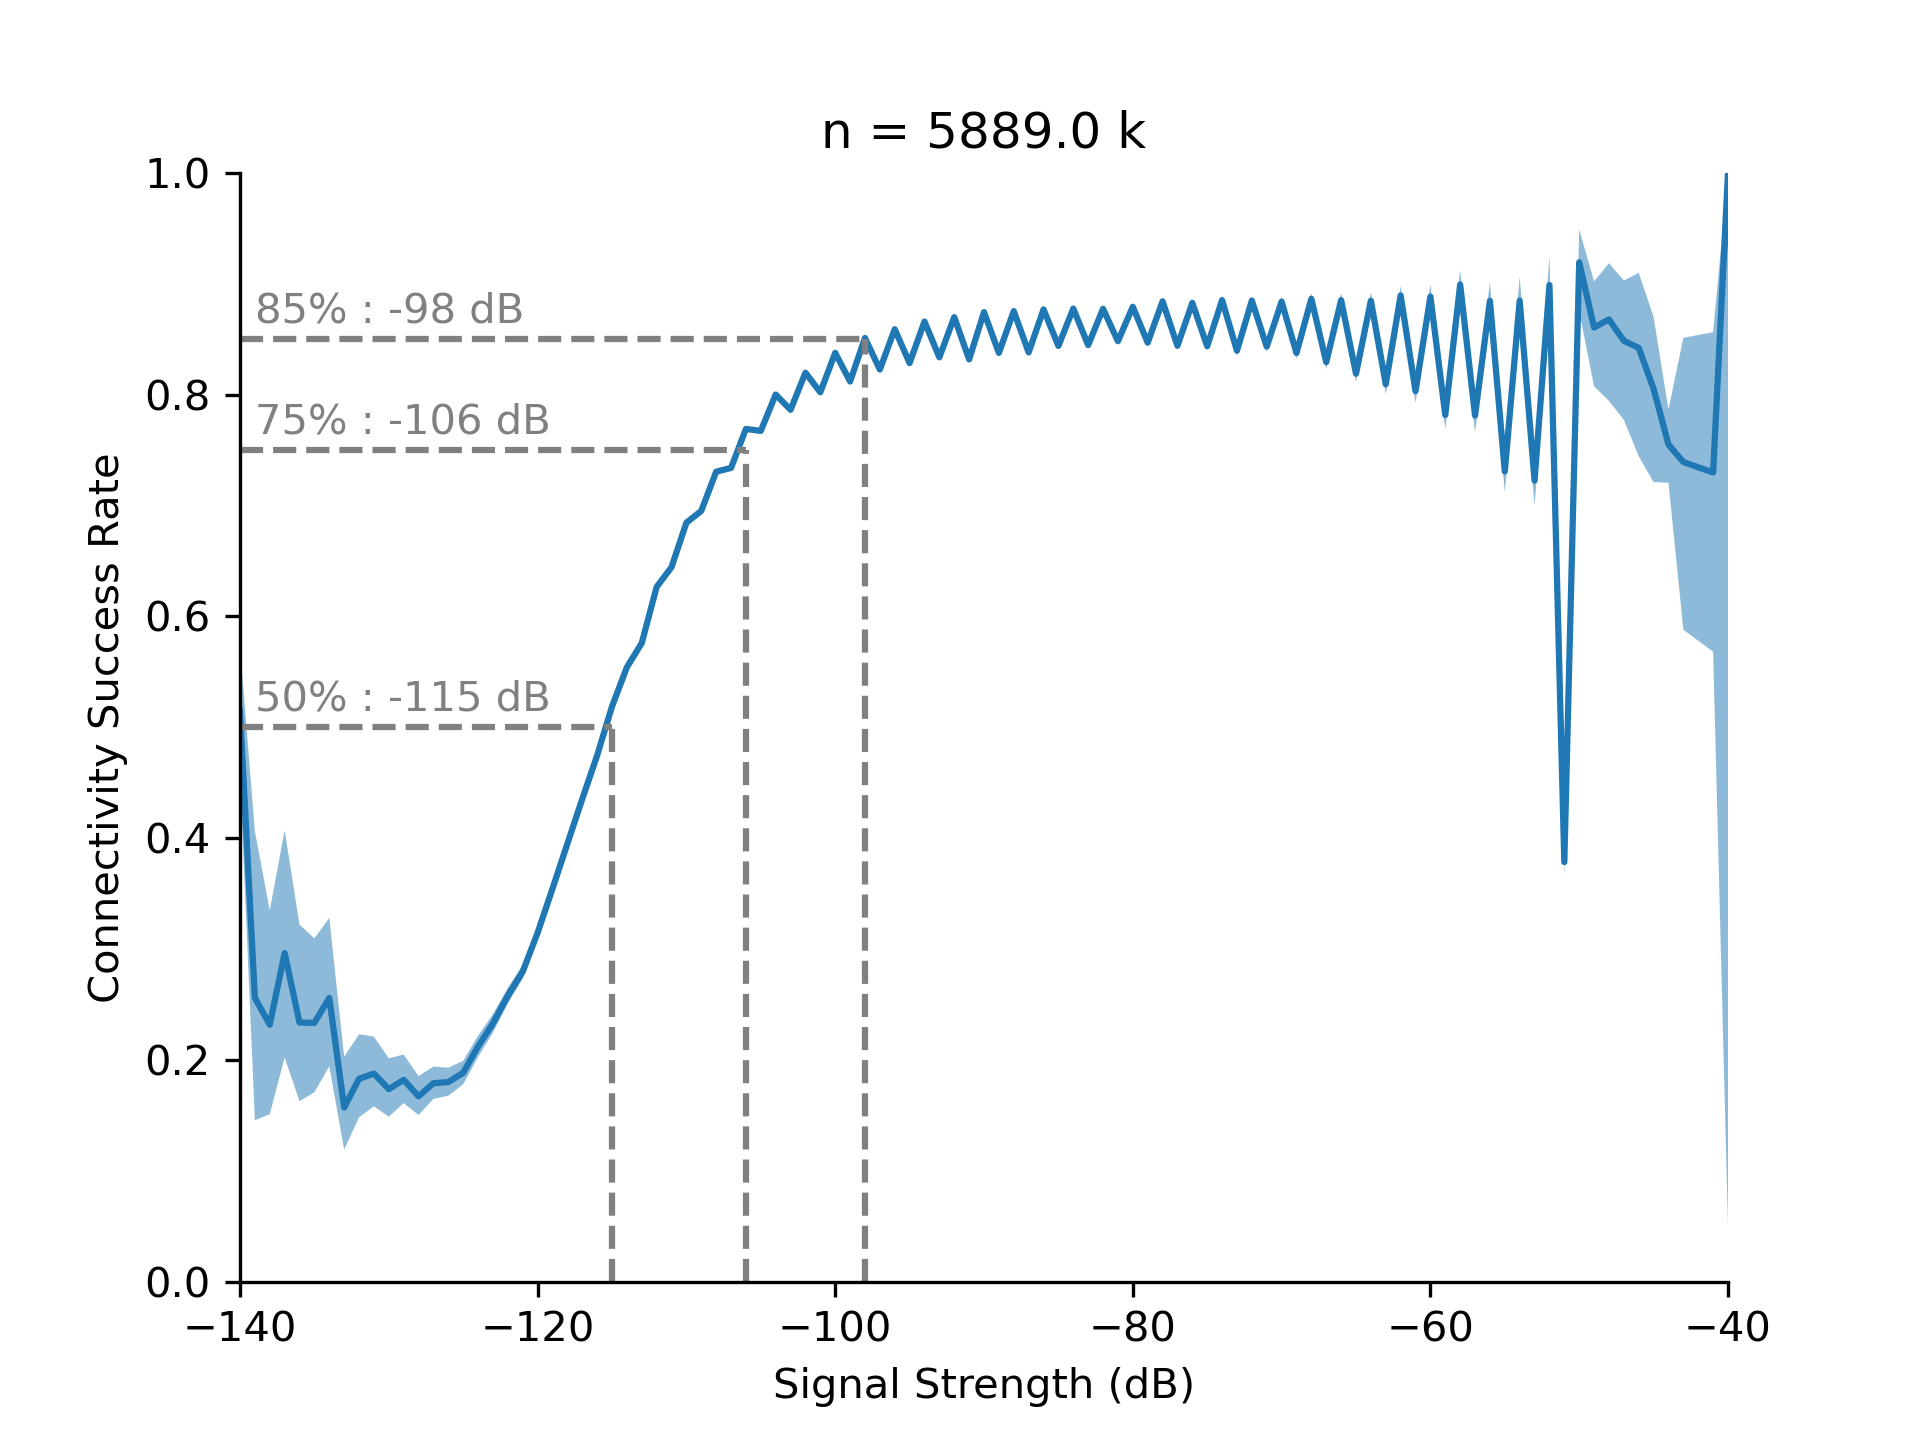 n = 5889.0 k
1.0
0.8
0.6
0.4
0.2
0.0
Connectivity Success Rate
85% : -98 dB
75% : -106 dB
50% : -115 dB
−140
−120
−100
−80
−60
−40
Signal Strength (dB)